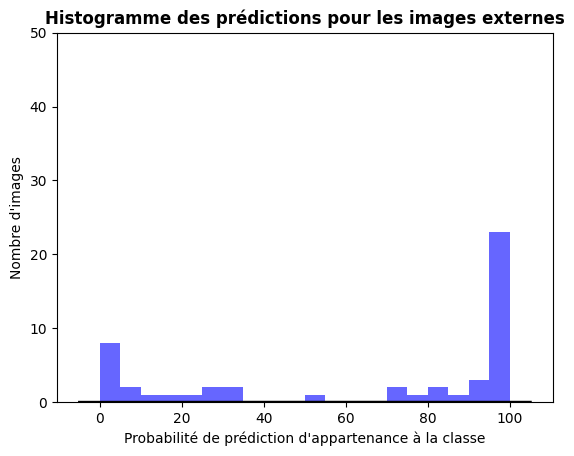 Histogramme des prédictions pour les images externes
50
40
30
20
10
0
Nombre d'images
0 20 40 60 80 100
Probabilité de prédiction d'appartenance à la classe